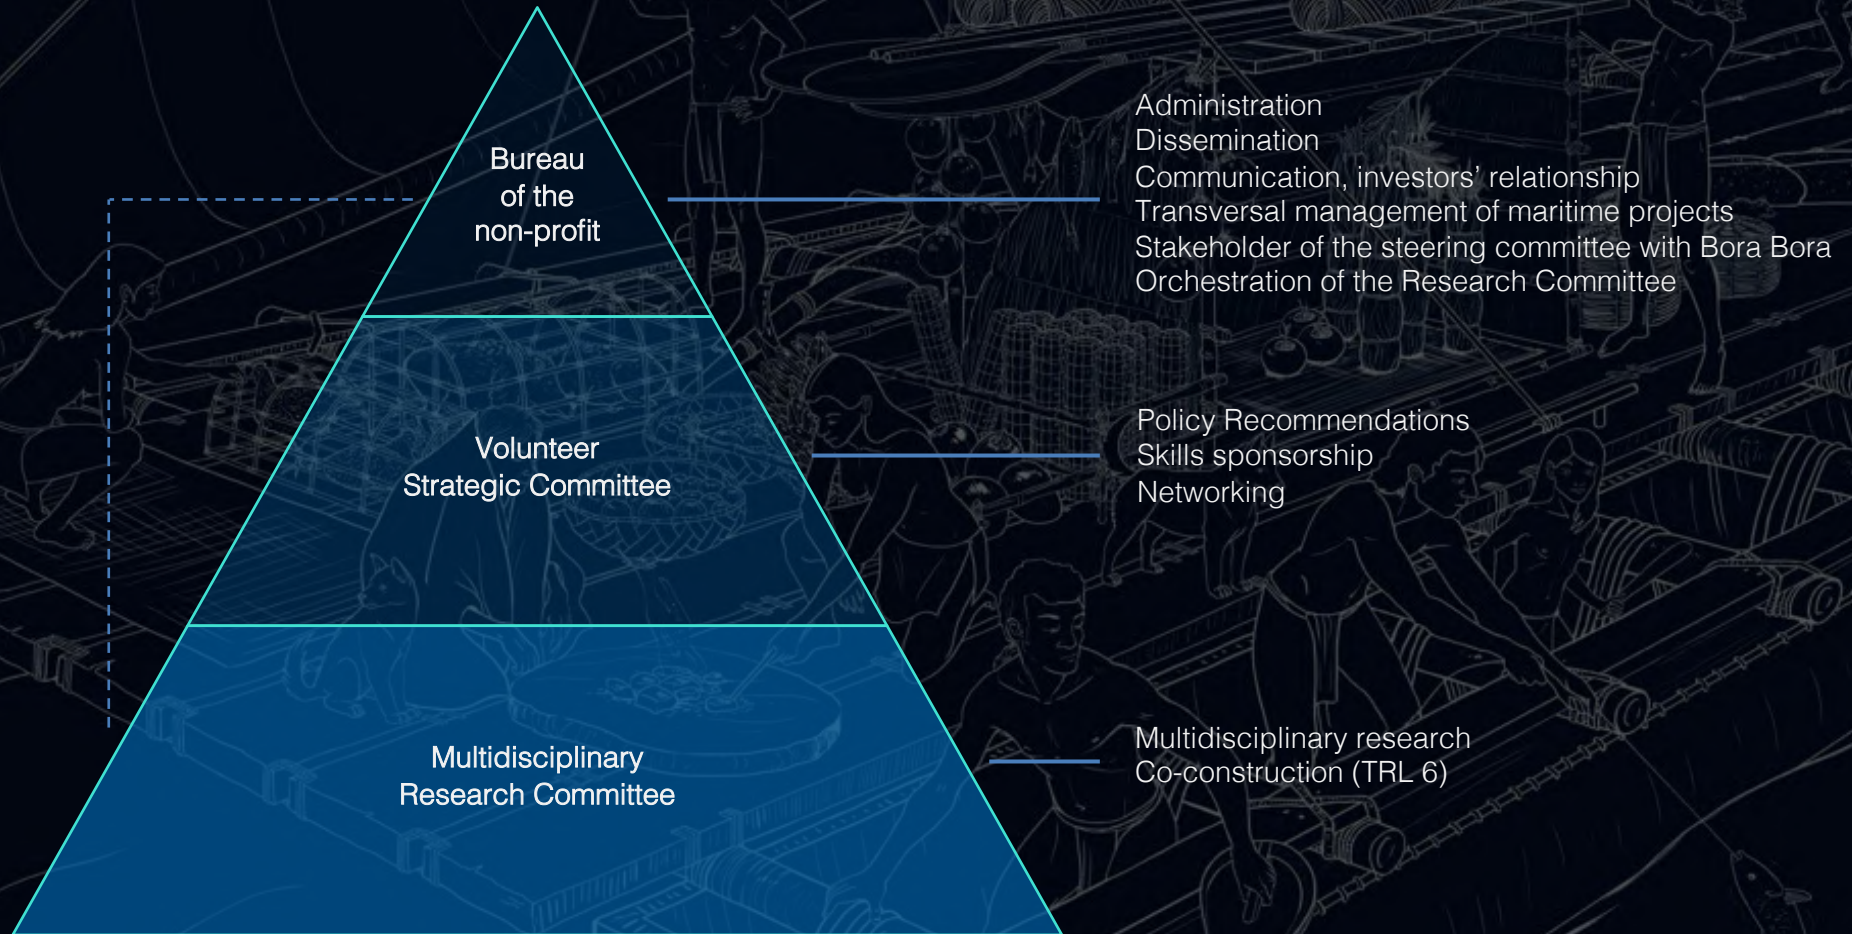 Bureau
of the
non-profit
Administration
Dissemination
Communication, investors’ relationship
Transversal management of maritime projects
Stakeholder of the steering committee with Bora Bora
Orchestration of the Research Committee
Volunteer
Strategic Committee
Policy Recommendations
Skills sponsorship
Networking
Multidisciplinary
Research Committee
Multidisciplinary research
Co-construction (TRL 6)